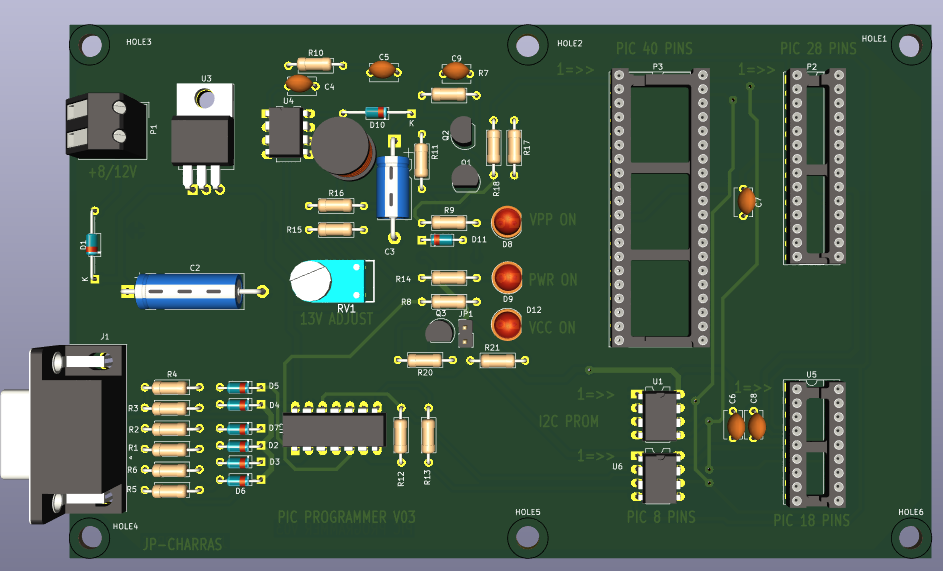 HOLE3
HOLE2
HOLE1
R10
C5
C9
R7
PIC 40 PINS
PIC 28 PINS
1=>>
P3
1=>>
P2
U3
C4
U4
D10
K
P1
+8/12V
R11
Q2
R18
R17
Q1
R16
R15
C3
R9
D11
D8
VPP ON
C7
D1
K
C2
RV1
13V ADJUST
R14
R8
D9
PWR ON
D12
VCC ON
Q3
JP1
R20
R21
J1
R4
R3
R2
R1
R6
R5
D5
D4
D7
D2
D3
D6
R12
R13
U1
1=>>
I2C PROM
1=>>
U6
PIC 8 PINS
1=>>
U5
C6
C8
PIC 18 PINS
HOLE4
HOLE5
HOLE6
PIC PROGRAMMER V03
JP-CHARRAS